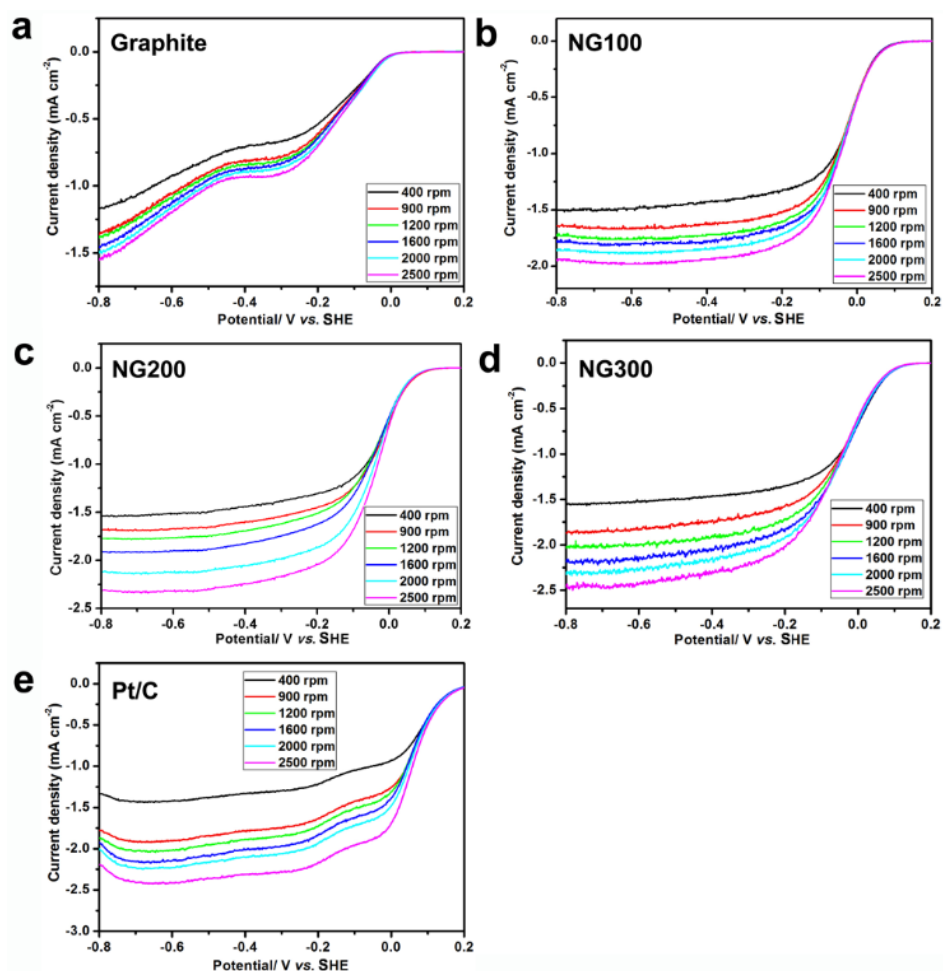 a
Graphite
Current density (mA cm⁻²)
0.0
-0.5
-1.0
-1.5
400 rpm
900 rpm
1200 rpm
1600 rpm
2000 rpm
2500 rpm
-0.8 -0.6 -0.4 -0.2 0.0 0.2
Potential/ V vs. SHE
b
NG100
Current density (mA cm⁻²)
0.0
-0.5
-1.0
-1.5
-2.0
400 rpm
900 rpm
1200 rpm
1600 rpm
2000 rpm
2500 rpm
-0.8 -0.6 -0.4 -0.2 0.0 0.2
Potential/ V vs. SHE
c
NG200
Current density (mA cm⁻²)
0.0
-0.5
-1.0
-1.5
-2.0
-2.5
400 rpm
900 rpm
1200 rpm
1600 rpm
2000 rpm
2500 rpm
-0.8 -0.6 -0.4 -0.2 0.0 0.2
Potential/ V vs. SHE
d
NG300
Current density (mA cm⁻²)
0.0
-0.5
-1.0
-1.5
-2.0
-2.5
400 rpm
900 rpm
1200 rpm
1600 rpm
2000 rpm
2500 rpm
-0.8 -0.6 -0.4 -0.2 0.0 0.2
Potential/ V vs. SHE
e
Pt/C
Current density (mA cm⁻²)
0.0
-0.5
-1.0
-1.5
-2.0
-2.5
-3.0
400 rpm
900 rpm
1200 rpm
1600 rpm
2000 rpm
2500 rpm
-0.8 -0.6 -0.4 -0.2 0.0 0.2
Potential/ V vs. SHE